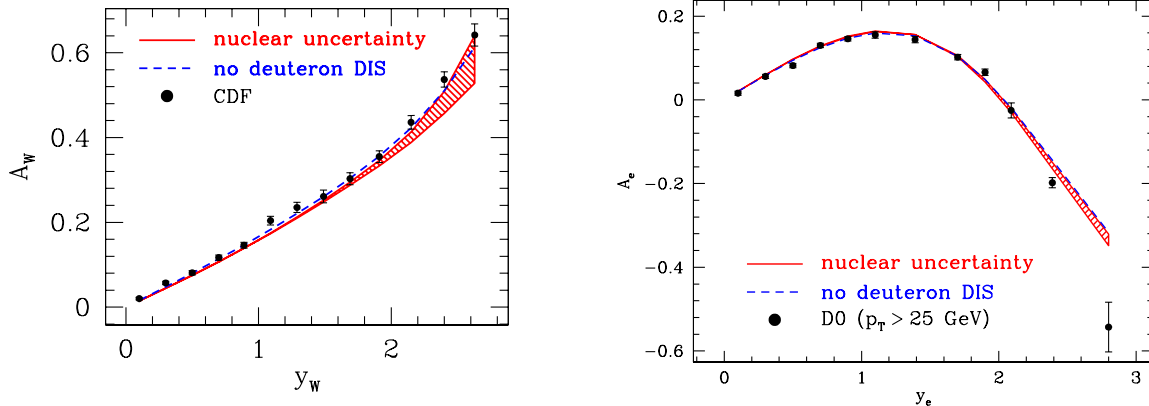 nuclear uncertainty
no deuteron DIS
CDF
0.6
0.4
0.2
0
A_W
0
1
2
y_W
0.2
0
−0.2
−0.4
−0.6
A_e
nuclear uncertainty
no deuteron DIS
D0 (p_T > 25 GeV)
0
1
2
3
y_e